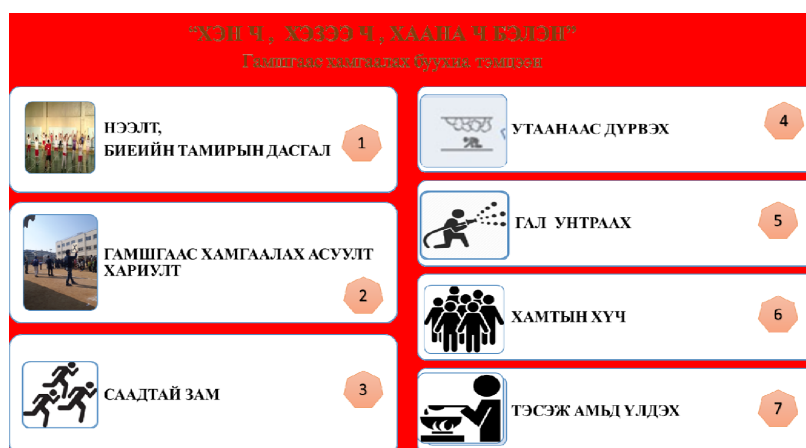 “ХЭН Ч , ХЭЗЭЭ Ч , ХААНА Ч БЭЛЭН”
Гамшгаас хамгаалах буухиа тэмцээн
НЭЭЛТ,
БИЕИЙН ТАМИРЫН ДАСГАЛ
1
ГАМШГААС ХАМГААЛАХ АСУУЛТ
ХАРИУЛТ
2
СААДТАЙ ЗАМ
3
УТААНААС ДҮРВЭХ
4
ГАЛ УНТРААХ
5
ХАМТЫН ХҮЧ
6
ТЭСЭЖ АМЬД ҮЛДЭХ
7